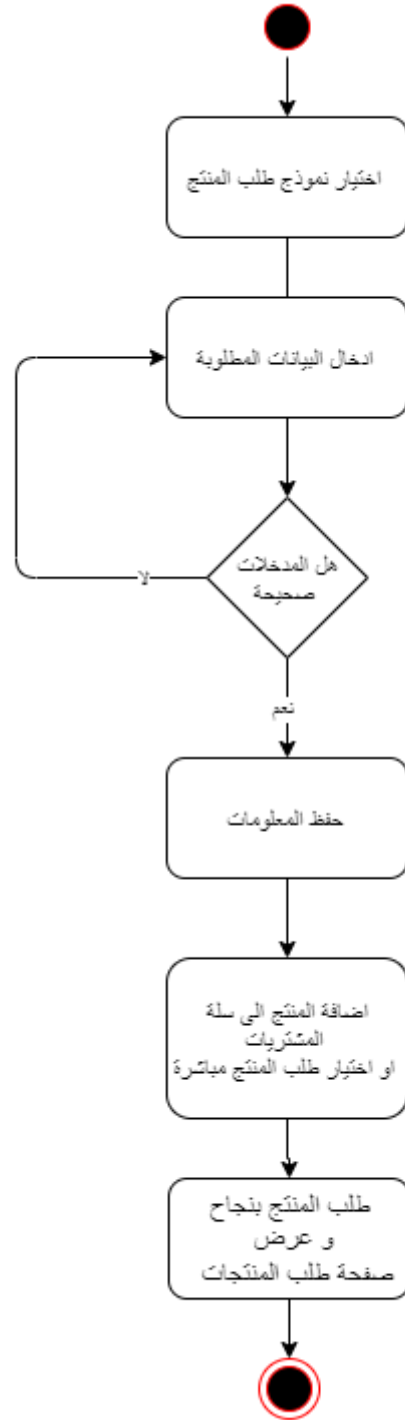 اختيار نموذج طلب المنتج
ادخال البيانات المطلوبة
هل المدخلات
صحيحة
لا
نعم
حفظ المعلومات
اضافة المنتج الى سلة
المشتريات
او اختيار طلب المنتج مباشرة
طلب المنتج بنجاح
و عرض
صفحة طلب المنتجات